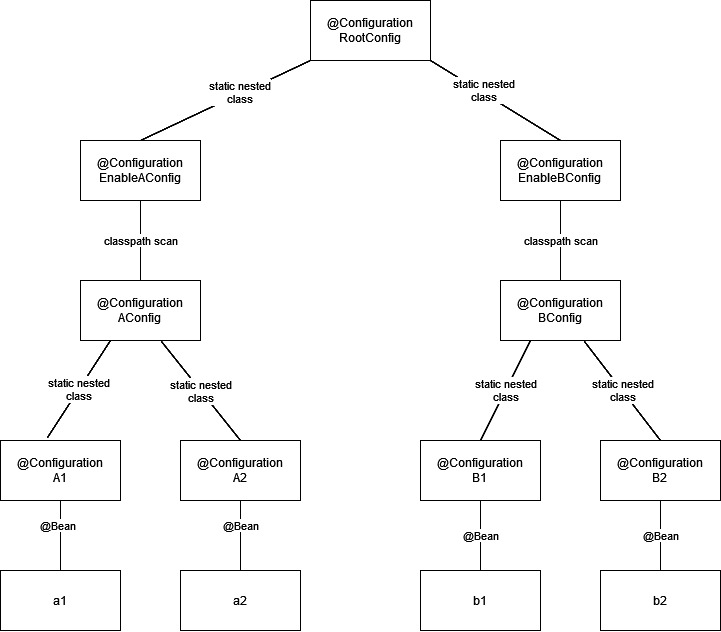 @Configuration
RootConfig
static nested
class
static nested
class
@Configuration
EnableAConfig
@Configuration
EnableBConfig
classpath scan
classpath scan
@Configuration
AConfig
@Configuration
BConfig
static nested
class
static nested
class
static nested
class
static nested
class
@Configuration
A1
@Configuration
A2
@Configuration
B1
@Configuration
B2
@Bean
@Bean
@Bean
@Bean
a1
a2
b1
b2